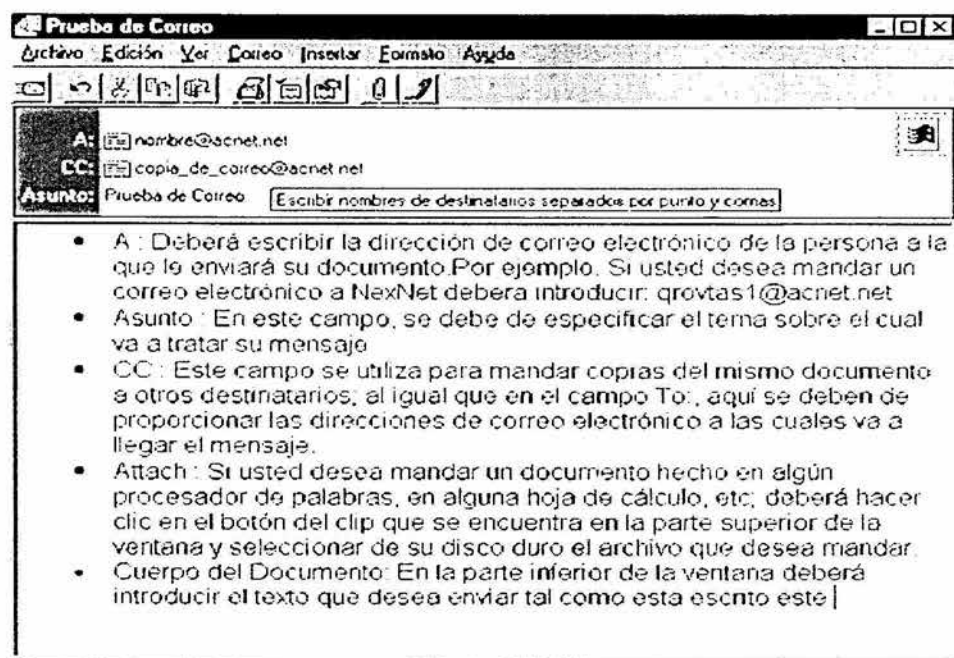 Prueba de Correo
Archivo Edición Ver Correo Insertar Formato Ayuda
A: nombre@acnet.net
CC: copia_de_correo@acnet.net
Asunto: Prueba de Correo Escribir nombres de destinatarios separados por punto y comas
• A : Deberá escribir la dirección de correo electrónico de la persona a la
que le enviará su documento.Por ejemplo. Si usted desea mandar un
correo electrónico a NexNet debera introducir: qrovtas1@acnet.net
• Asunto : En este campo, se debe de especificar el tema sobre el cual
va a tratar su mensaje
• CC : Este campo se utiliza para mandar copias del mismo documento
a otros destinatarios; al igual que en el campo To:, aquí se deben de
proporcionar las direcciones de correo electrónico a las cuales va a
llegar el mensaje.
• Attach : Si usted desea mandar un documento hecho en algún
procesador de palabras, en alguna hoja de cálculo, etc; deberá hacer
clic en el botón del clip que se encuentra en la parte superior de la
ventana y seleccionar de su disco duro el archivo que desea mandar.
• Cuerpo del Documento: En la parte inferior de la ventana deberá
introducir el texto que desea enviar tal como esta escrito este